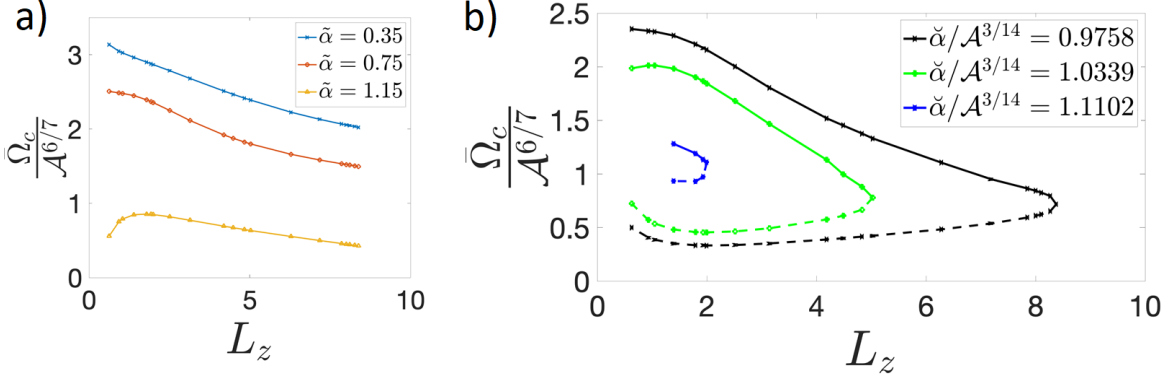 a)
3
2
1
0
0
5
10
Ω̄_c / 𝒜^{6/7}
L_z
α̃ = 0.35
α̃ = 0.75
α̃ = 1.15
b)
2.5
2
1.5
1
0.5
0
0
2
4
6
8
10
Ω̄_c / 𝒜^{6/7}
L_z
ᾰ/𝒜^{3/14} = 0.9758
ᾰ/𝒜^{3/14} = 1.0339
ᾰ/𝒜^{3/14} = 1.1102